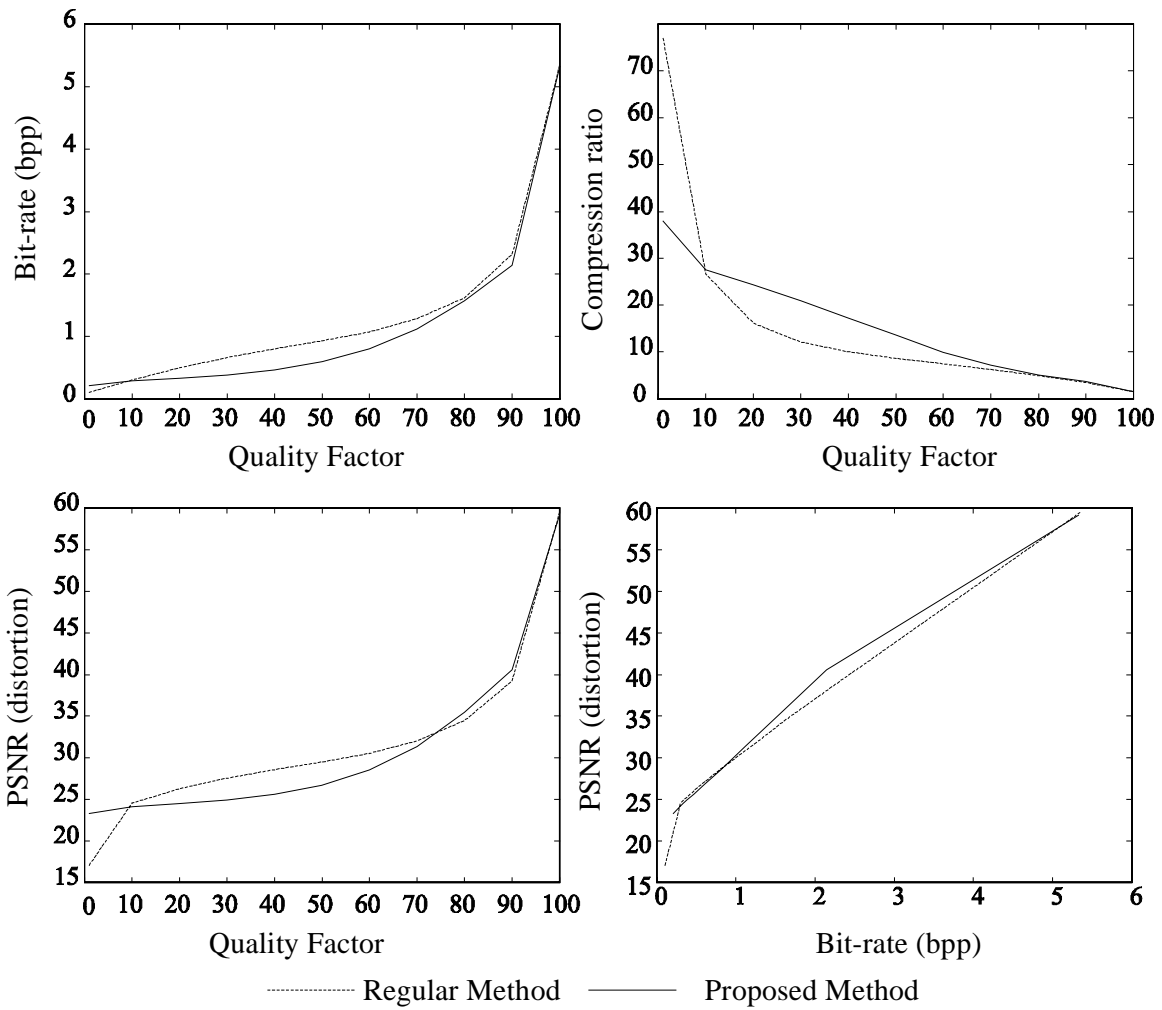 6
5
4
3
2
1
0
Bit-rate (bpp)
0 10 20 30 40 50 60 70 80 90 100
Quality Factor
70
60
50
40
30
20
10
0
Compression ratio
0 10 20 30 40 50 60 70 80 90 100
Quality Factor
60
55
50
45
40
35
30
25
20
15
PSNR (distortion)
0 10 20 30 40 50 60 70 80 90 100
Quality Factor
60
55
50
45
40
35
30
25
20
15
PSNR (distortion)
0 1 2 3 4 5 6
Bit-rate (bpp)
Regular Method Proposed Method